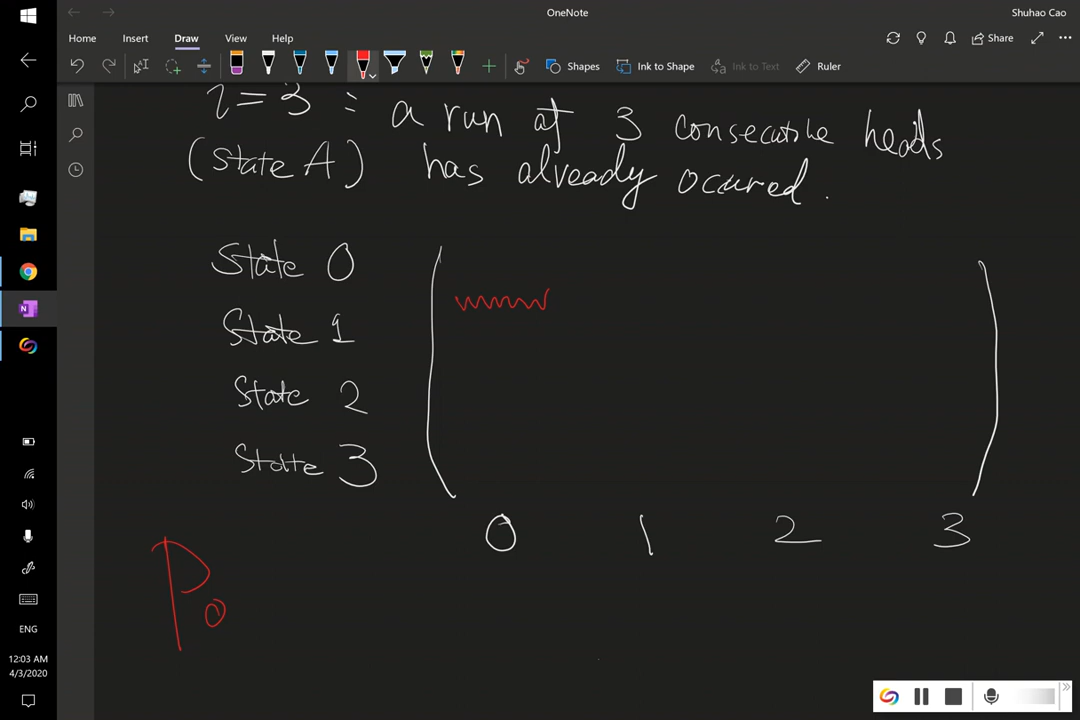 OneNote
Shuhao Cao
Home Insert Draw View Help
Share
Shapes Ink to Shape Ink to Text Ruler
i = 3 : a run of 3 consecutive heads
(State A) has already occured.
State 0
State 1
State 2
State 3
0 1 2 3
P0
ENG
12:03 AM
4/3/2020